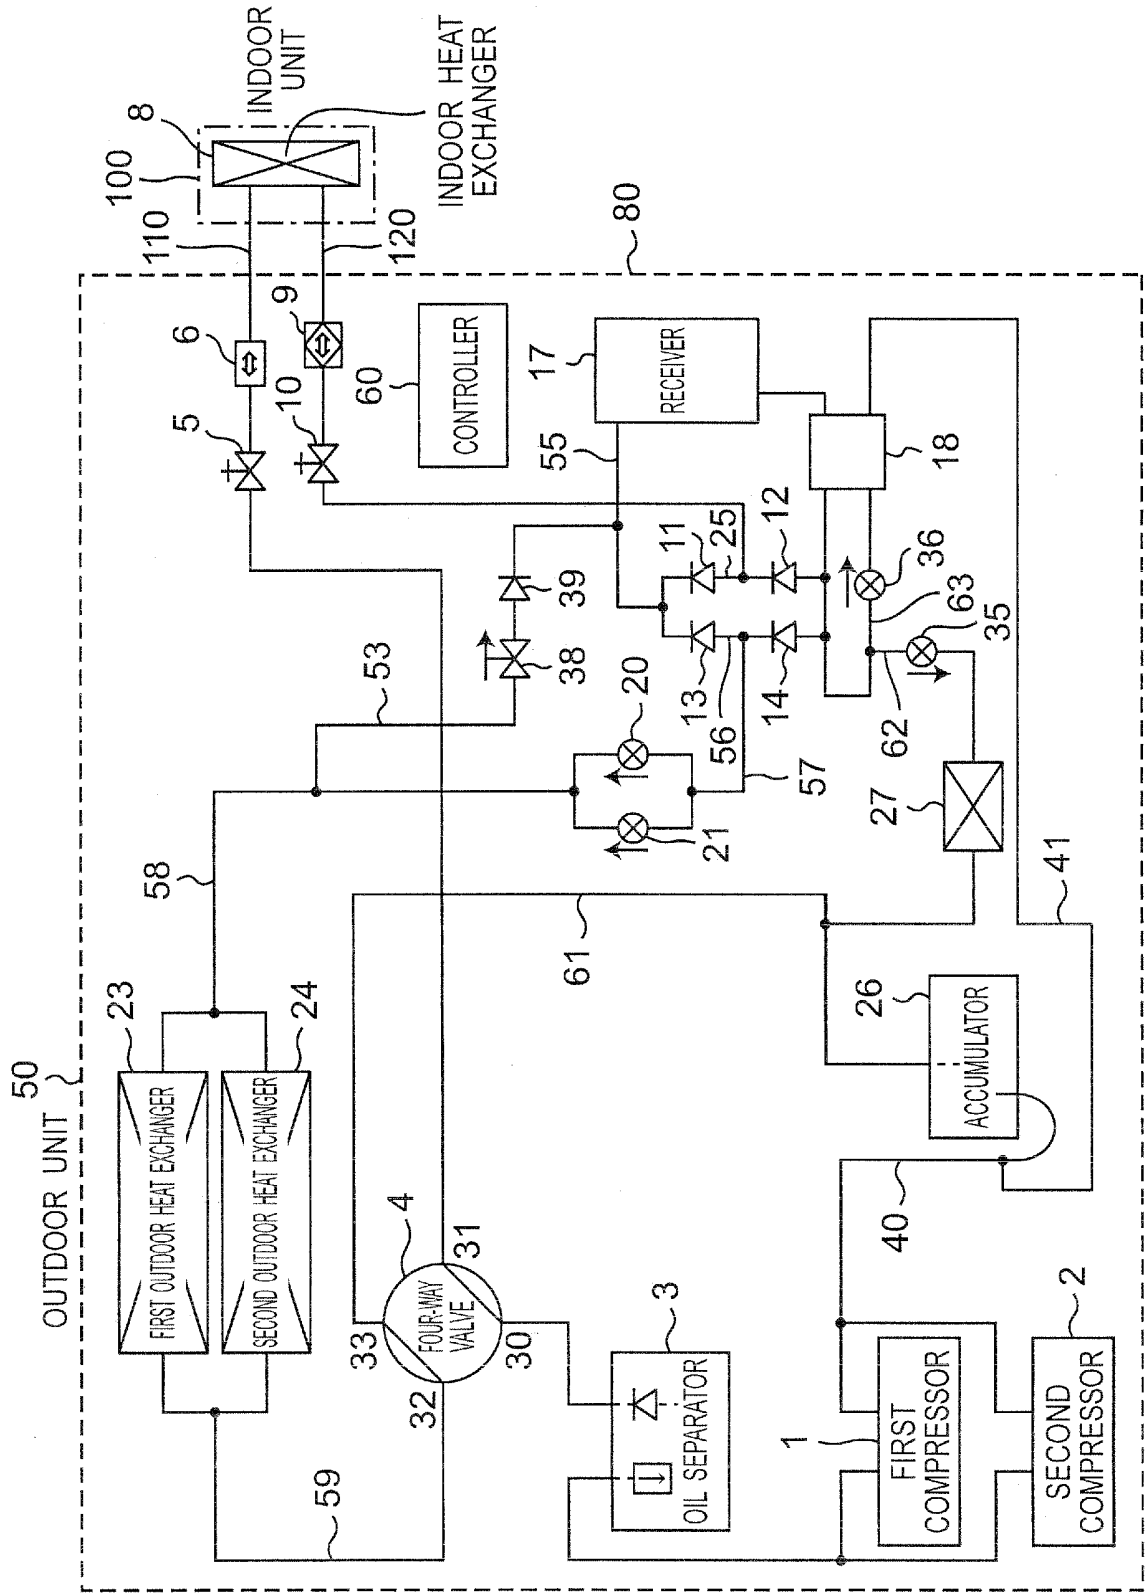 OUTDOOR UNIT
50
59
58
23
FIRST OUTDOOR HEAT EXCHANGER
SECOND OUTDOOR HEAT EXCHANGER
24
53
5
6
110
100
8
INDOOR
UNIT
INDOOR HEAT
EXCHANGER
120
9
10
80
60
CONTROLLER
4
FOUR-WAY
VALVE
30
31
32
33
61
38
39
20
21
57
55
17
RECEIVER
11
25
12
13
56
14
18
36
63
35
62
27
41
26
ACCUMULATOR
40
3
OIL SEPARATOR
1
FIRST
COMPRESSOR
2
SECOND
COMPRESSOR